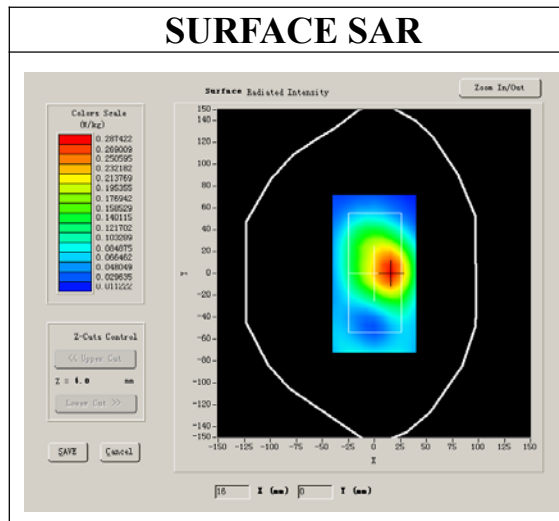 SURFACE SAR
Surface Radiated Intensity
Zoom In/Out
Colors Scale
(W/kg)
0.287422
0.269009
0.250595
0.232182
0.213769
0.195355
0.176942
0.158529
0.140115
0.121702
0.103289
0.084875
0.066462
0.048049
0.029635
0.011222
Z-Cuts Control
<< Upper Cut
Z = 4.0 mm
Lower Cut >>
SAVE Cancel
150
140
120
100
80
60
40
20
Y 0
-20
-40
-60
-80
-100
-120
-140
-150
-150 -125 -100 -75 -50 -25 0 25 50 75 100 125 150
X
16 X (mm) 0 Y (mm)